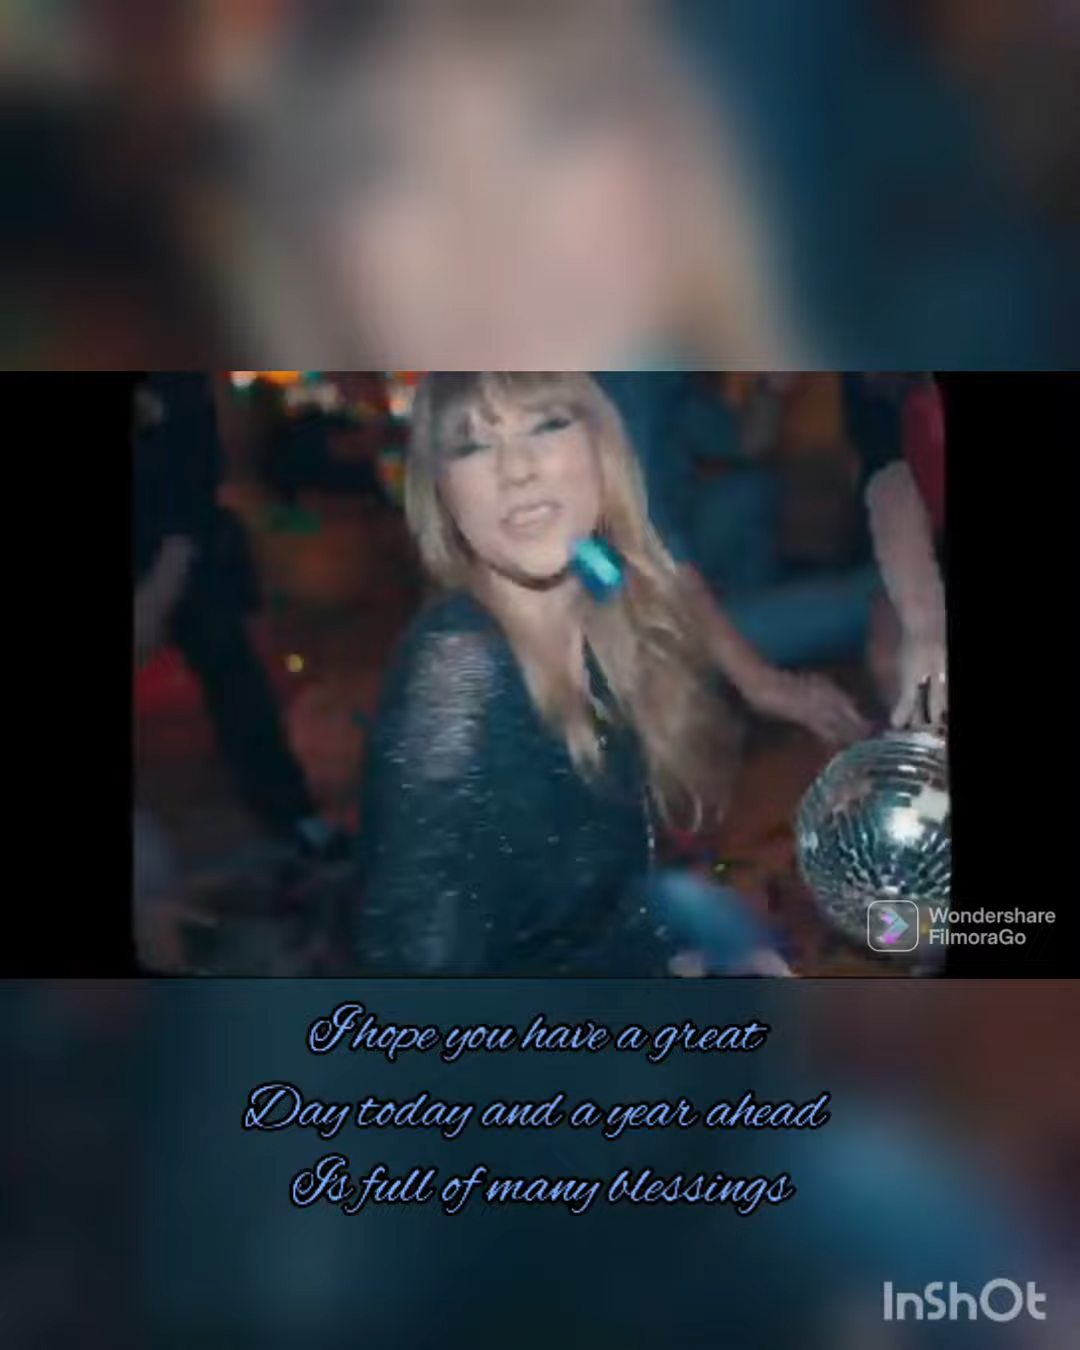 Wondershare
FilmoraGo
I hope you have a great
Day today and a year ahead
Is full of many blessings
InShOt